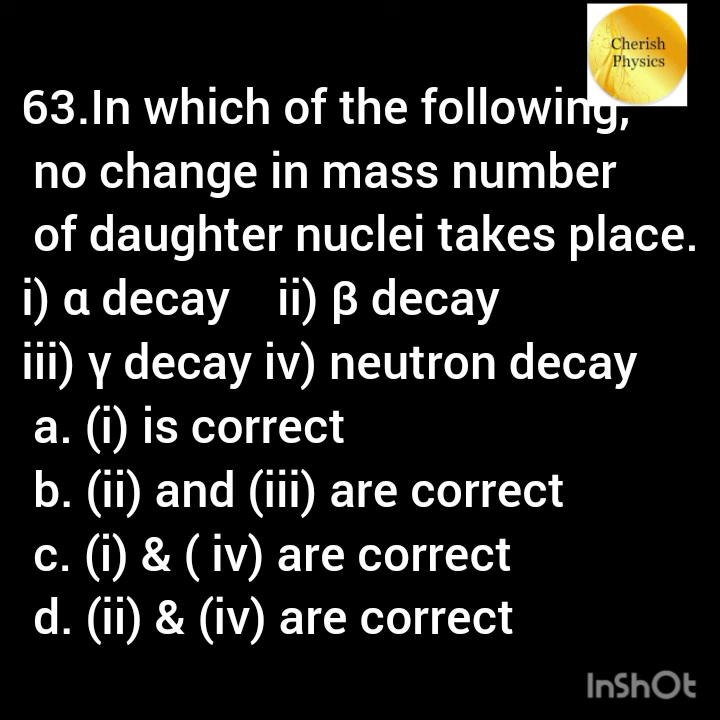 Cherish
Physics
63.In which of the following,
no change in mass number
of daughter nuclei takes place.
i) α decay    ii) β decay
iii) γ decay iv) neutron decay
a. (i) is correct
b. (ii) and (iii) are correct
c. (i) & ( iv) are correct
d. (ii) & (iv) are correct
InShOt